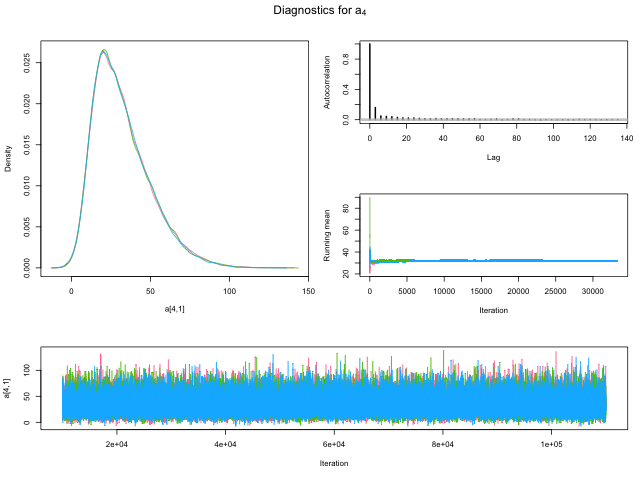 Diagnostics for a₄
Density
0.000 0.005 0.010 0.015 0.020 0.025
0 50 100 150
a[4,1]
Autocorrelation
0.0 0.4 0.8
0 20 40 60 80 100 120 140
Lag
Running mean
20 40 60 80
0 5000 10000 15000 20000 25000 30000
Iteration
a[4,1]
0 50 100
2e+04 4e+04 6e+04 8e+04 1e+05
Iteration